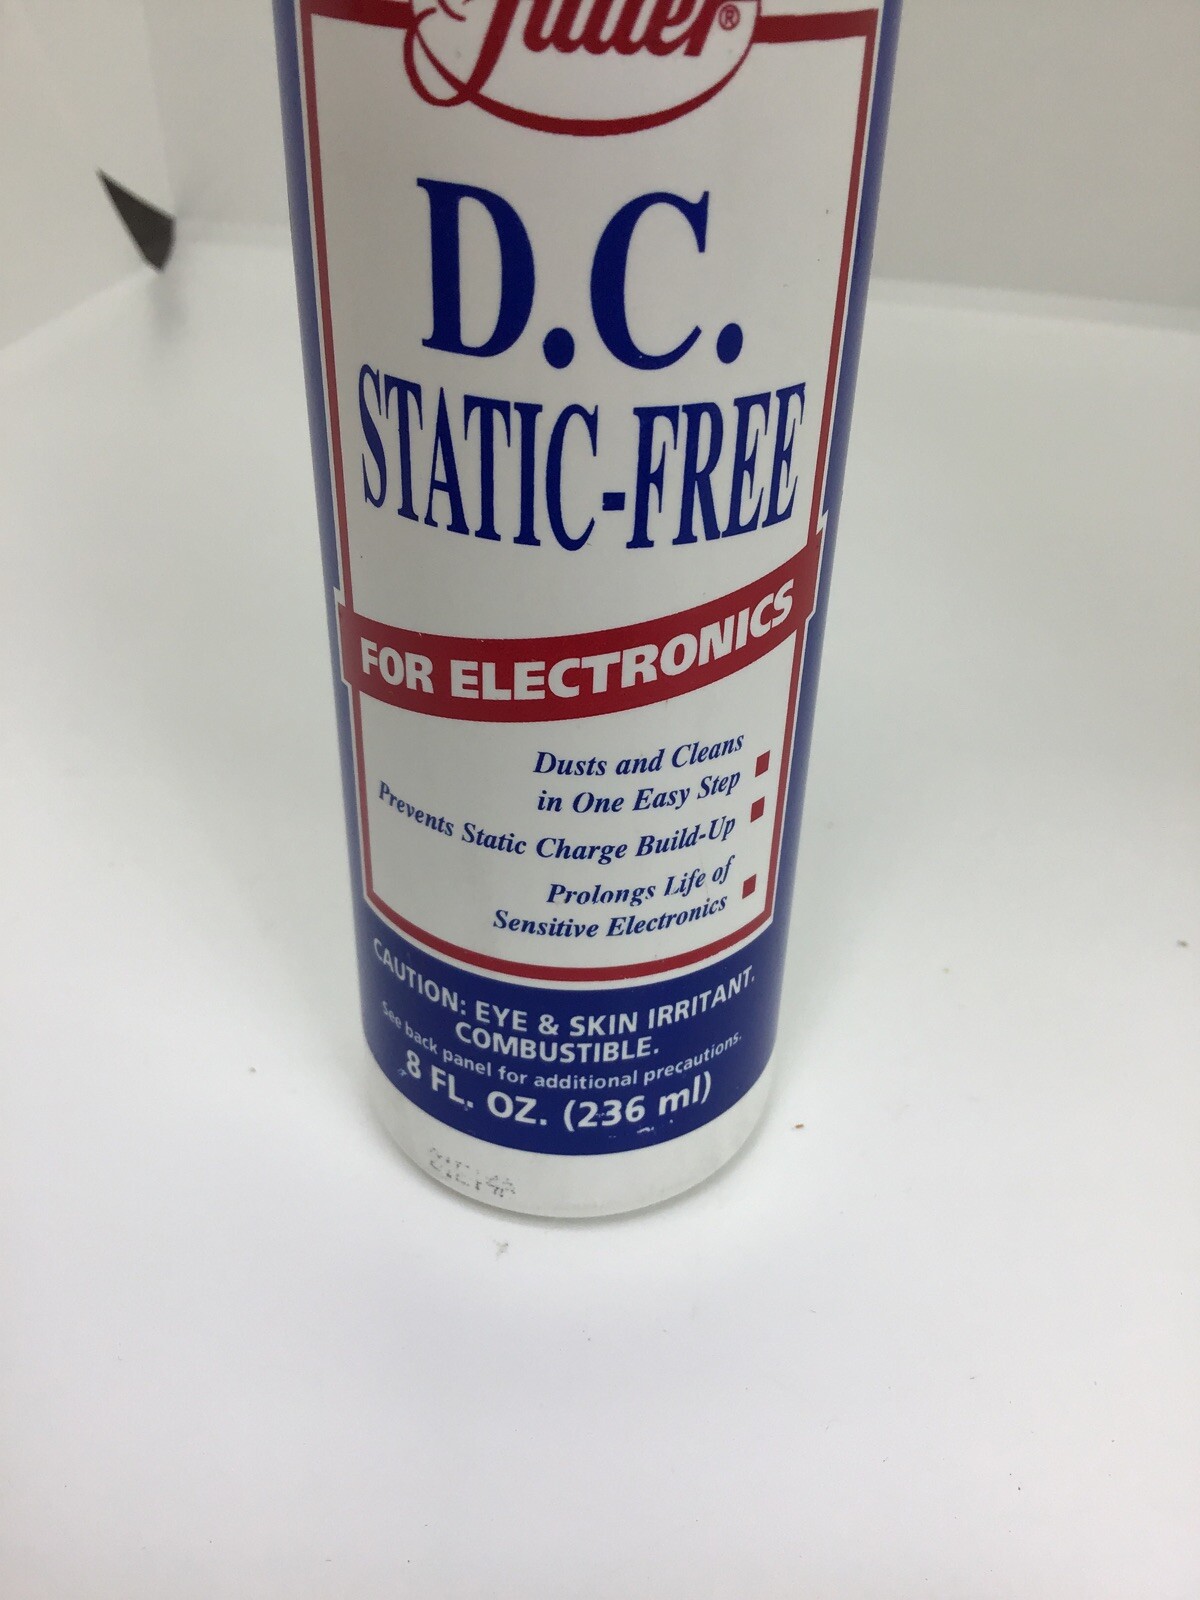 Fuller®
D.C.
STATIC-FREE
FOR ELECTRONICS
Dusts and Cleans
in One Easy Step
Prevents Static Charge Build-Up
Prolongs Life of
Sensitive Electronics
CAUTION: EYE & SKIN IRRITANT.
COMBUSTIBLE.
See back panel for additional precautions.
8 FL. OZ. (236 ml)